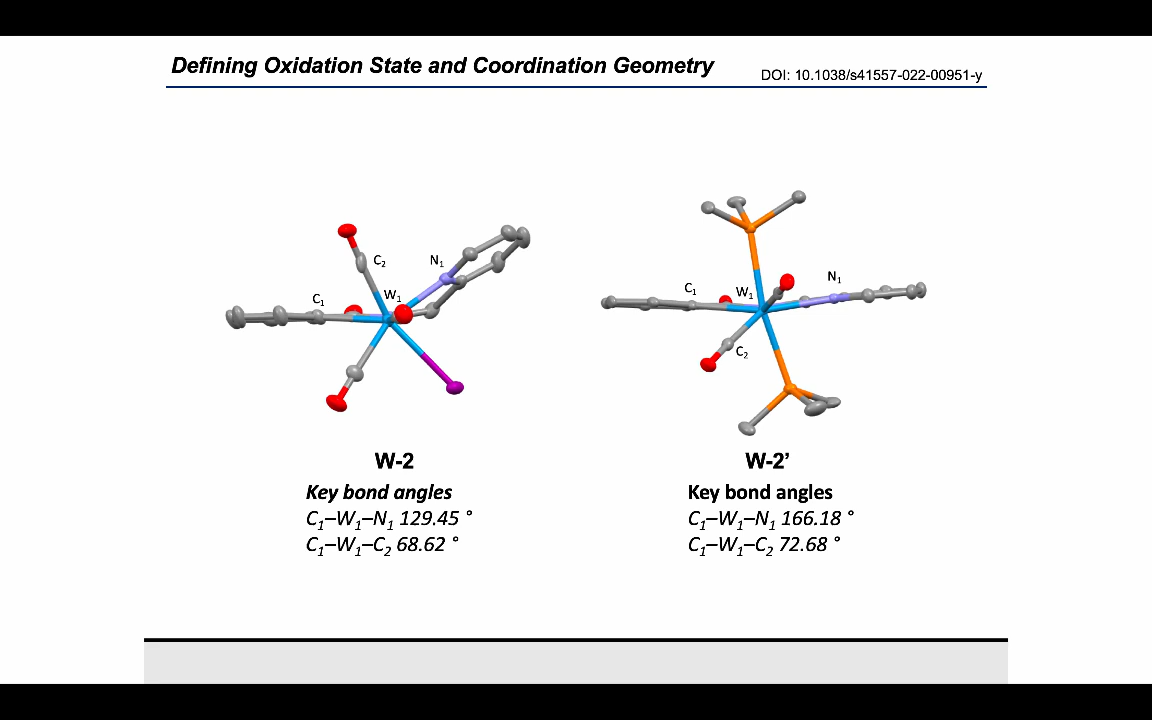 Defining Oxidation State and Coordination Geometry
DOI: 10.1038/s41557-022-00951-y
C₂
N₁
C₁
W₁
C₁
W₁
N₁
C₂
W-2
Key bond angles
C₁–W₁–N₁ 129.45 °
C₁–W₁–C₂ 68.62 °
W-2’
Key bond angles
C₁–W₁–N₁ 166.18 °
C₁–W₁–C₂ 72.68 °